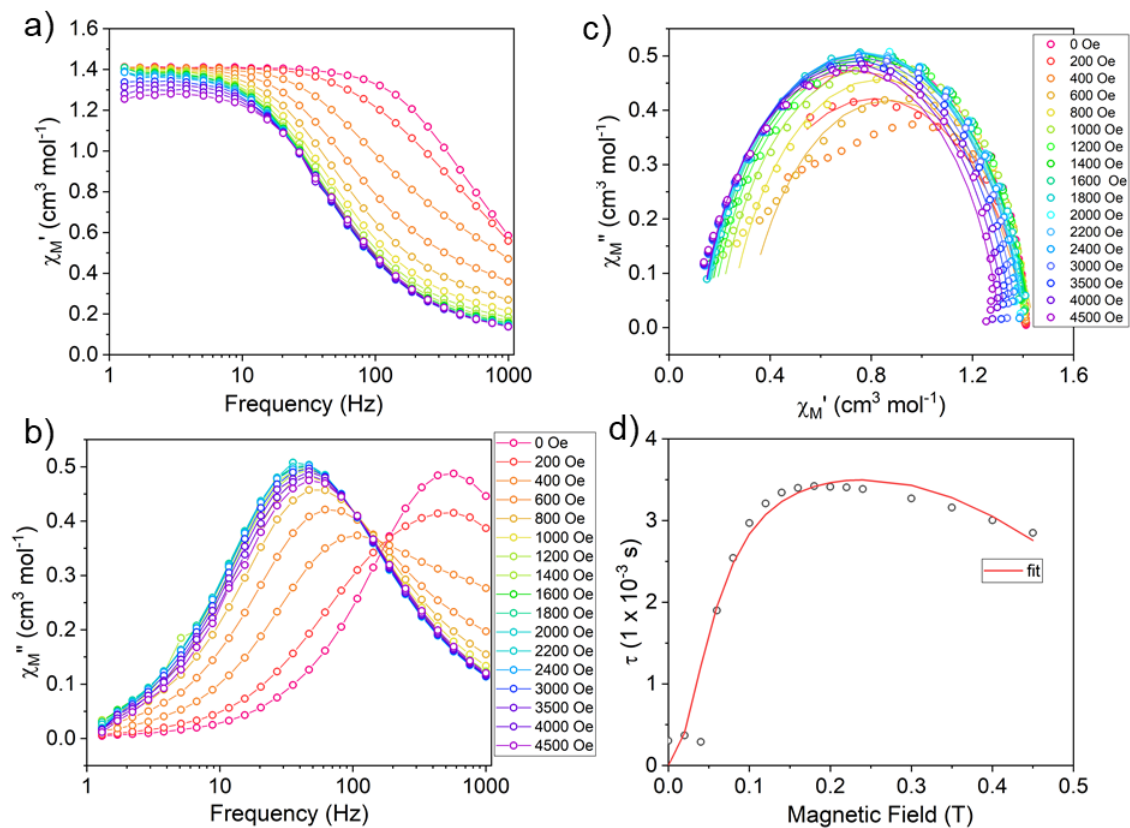 a)
1.6
1.4
1.2
1.0
0.8
0.6
0.4
0.2
0.0
χM' (cm³ mol⁻¹)
1
10
100
1000
Frequency (Hz)
c)
0.5
0.4
0.3
0.2
0.1
0.0
χM" (cm³ mol⁻¹)
0.0
0.4
0.8
1.2
1.6
χM' (cm³ mol⁻¹)
0 Oe
200 Oe
400 Oe
600 Oe
800 Oe
1000 Oe
1200 Oe
1400 Oe
1600 Oe
1800 Oe
2000 Oe
2200 Oe
2400 Oe
3000 Oe
3500 Oe
4000 Oe
4500 Oe
b)
0.5
0.4
0.3
0.2
0.1
0.0
χM" (cm³ mol⁻¹)
1
10
100
1000
Frequency (Hz)
0 Oe
200 Oe
400 Oe
600 Oe
800 Oe
1000 Oe
1200 Oe
1400 Oe
1600 Oe
1800 Oe
2000 Oe
2200 Oe
2400 Oe
3000 Oe
3500 Oe
4000 Oe
4500 Oe
d)
4
3
2
1
0
τ (1 x 10⁻³ s)
0.0
0.1
0.2
0.3
0.4
0.5
Magnetic Field (T)
fit